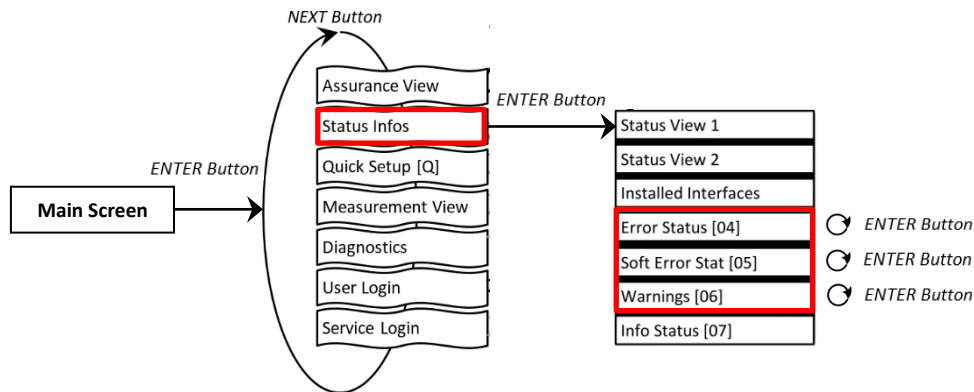 NEXT Button
Assurance View
ENTER Button
Status Infos
Status View 1
Status View 2
ENTER Button
Quick Setup [Q]
Installed Interfaces
Main Screen
Measurement View
Error Status [04]
ENTER Button
Diagnostics
Soft Error Stat [05]
ENTER Button
User Login
Warnings [06]
ENTER Button
Service Login
Info Status [07]